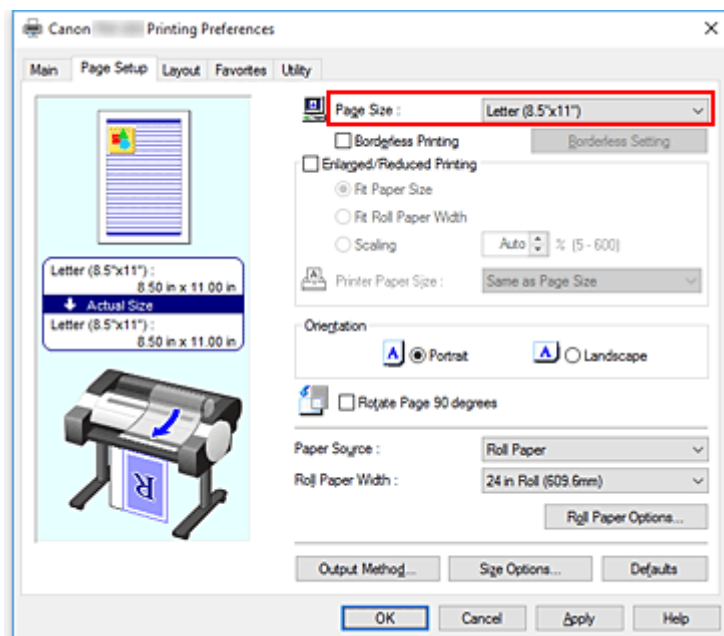 Canon Printing Preferences
Main Page Setup Layout Favorites Utility
Page Size : Letter (8.5"x11")
Borderless Printing Borderless Setting
Enlarged/Reduced Printing
Fit Paper Size
Fit Roll Paper Width
Scaling Auto % (5 - 600)
Printer Paper Size : Same as Page Size
Letter (8.5"x11") :
8.50 in x 11.00 in
Actual Size
Letter (8.5"x11") :
8.50 in x 11.00 in
Orientation
A Portrait A Landscape
Rotate Page 90 degrees
R
Paper Source : Roll Paper
Roll Paper Width : 24 in Roll (609.6mm)
Roll Paper Options...
Output Method... Size Options... Defaults
OK Cancel Apply Help